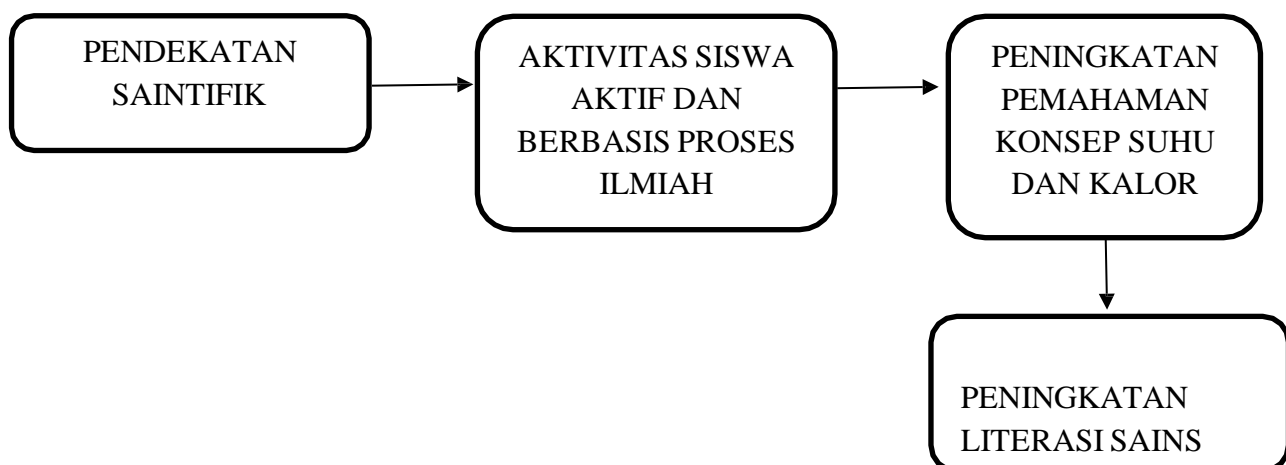 PENDEKATAN
SAINTIFIK
AKTIVITAS SISWA
AKTIF DAN
BERBASIS PROSES
ILMIAH
PENINGKATAN
PEMAHAMAN
KONSEP SUHU
DAN KALOR
PENINGKATAN
LITERASI SAINS